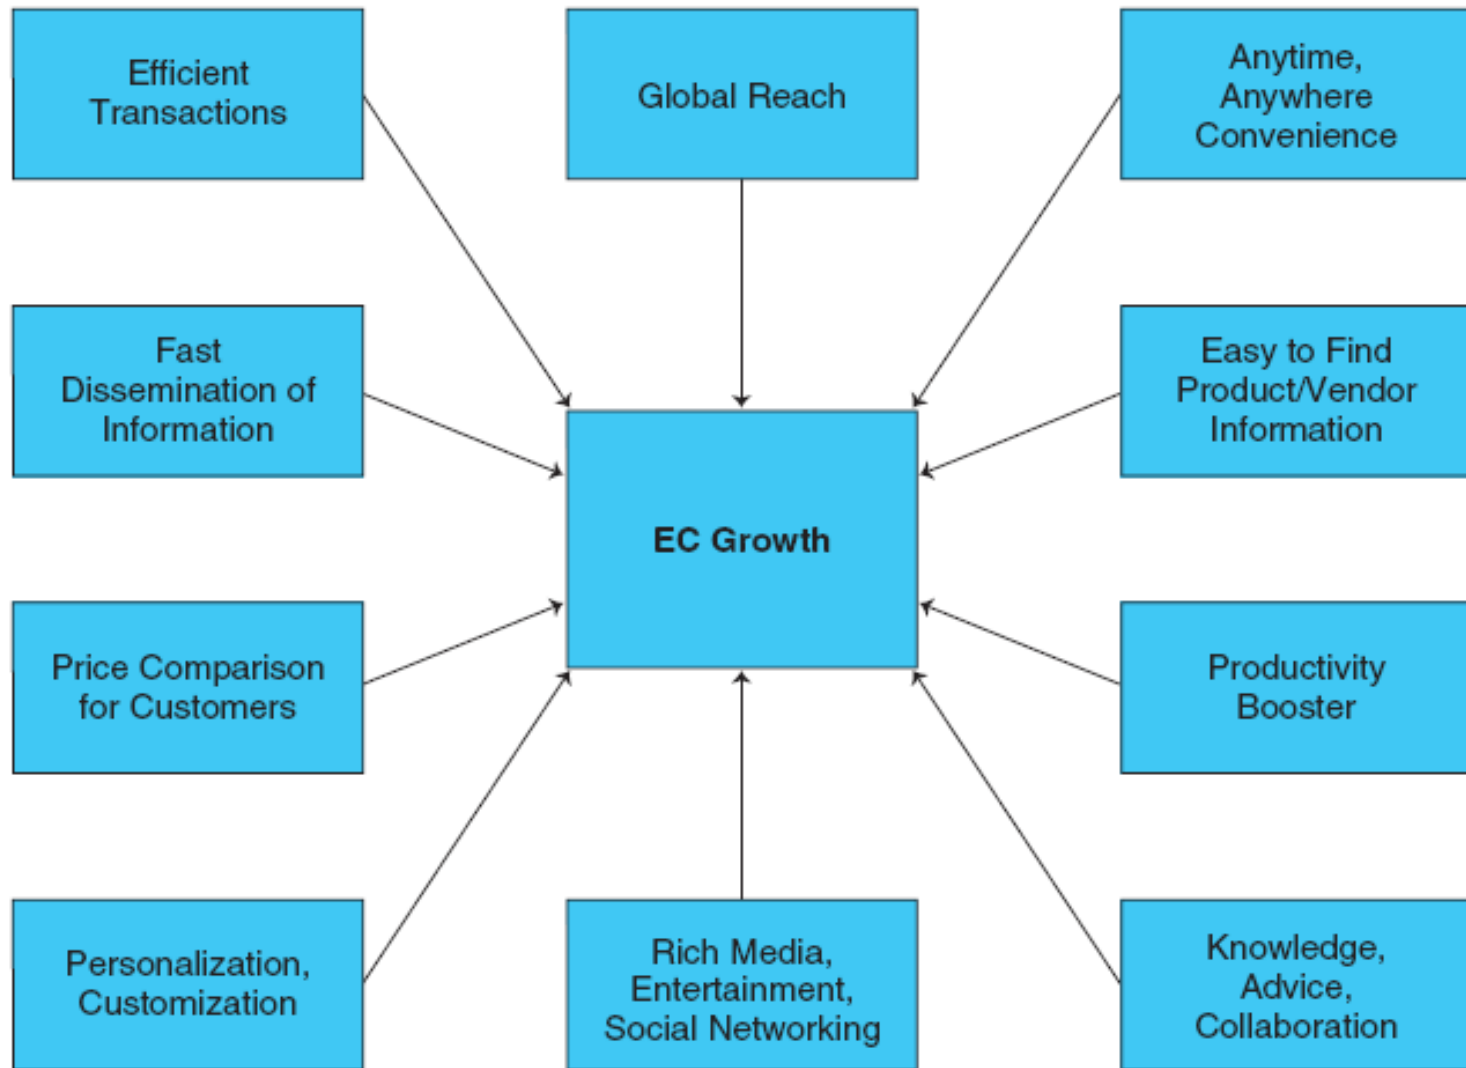 Efficient
Transactions
Global Reach
Anytime,
Anywhere
Convenience
Fast
Dissemination of
Information
Easy to Find
Product/Vendor
Information
EC Growth
Price Comparison
for Customers
Productivity
Booster
Personalization,
Customization
Rich Media,
Entertainment,
Social Networking
Knowledge,
Advice,
Collaboration